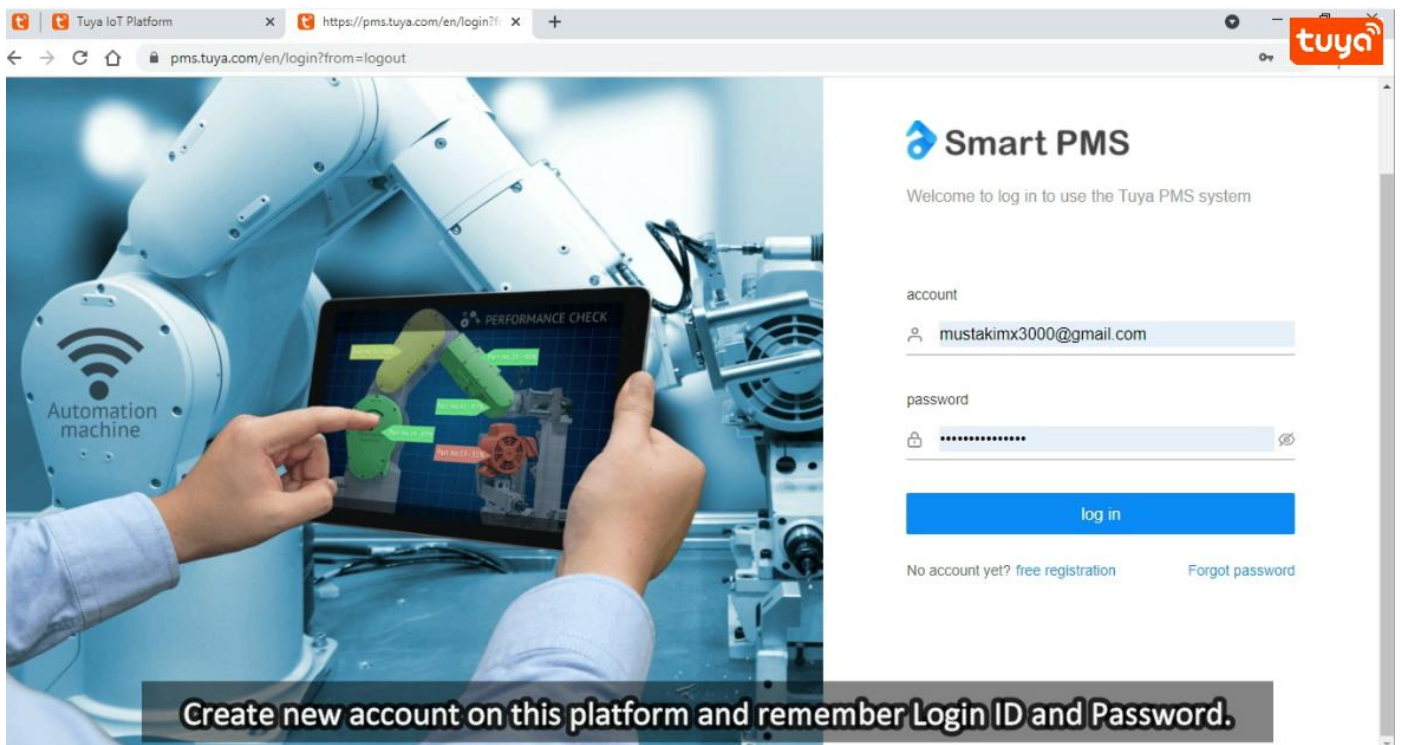 Tuya IoT Platform
https://pms.tuya.com/en/login?fr
tuya
pms.tuya.com/en/login?from=logout
Smart PMS
Welcome to log in to use the Tuya PMS system
account
mustakimx3000@gmail.com
password
log in
No account yet? free registration
Forgot password
PERFORMANCE CHECK
Automation
machine
Create new account on this platform and remember Login ID and Password.